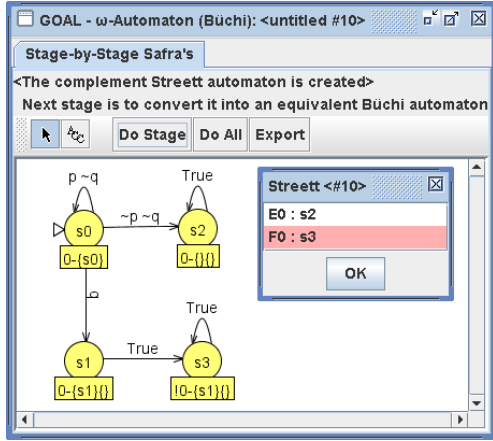 GOAL - ω-Automaton (Büchi): <untitled #10>
Stage-by-Stage Safra's
<The complement Streett automaton is created>
Next stage is to convert it into an equivalent Büchi automaton
Do Stage Do All Export
p ~q
True
s0
~p ~q
s2
0-{s0}
0-{}{}
q
True
s1
True
s3
0-{s1}{}
!0-{s1}{}
Streett <#10>
E0 : s2
F0 : s3
OK